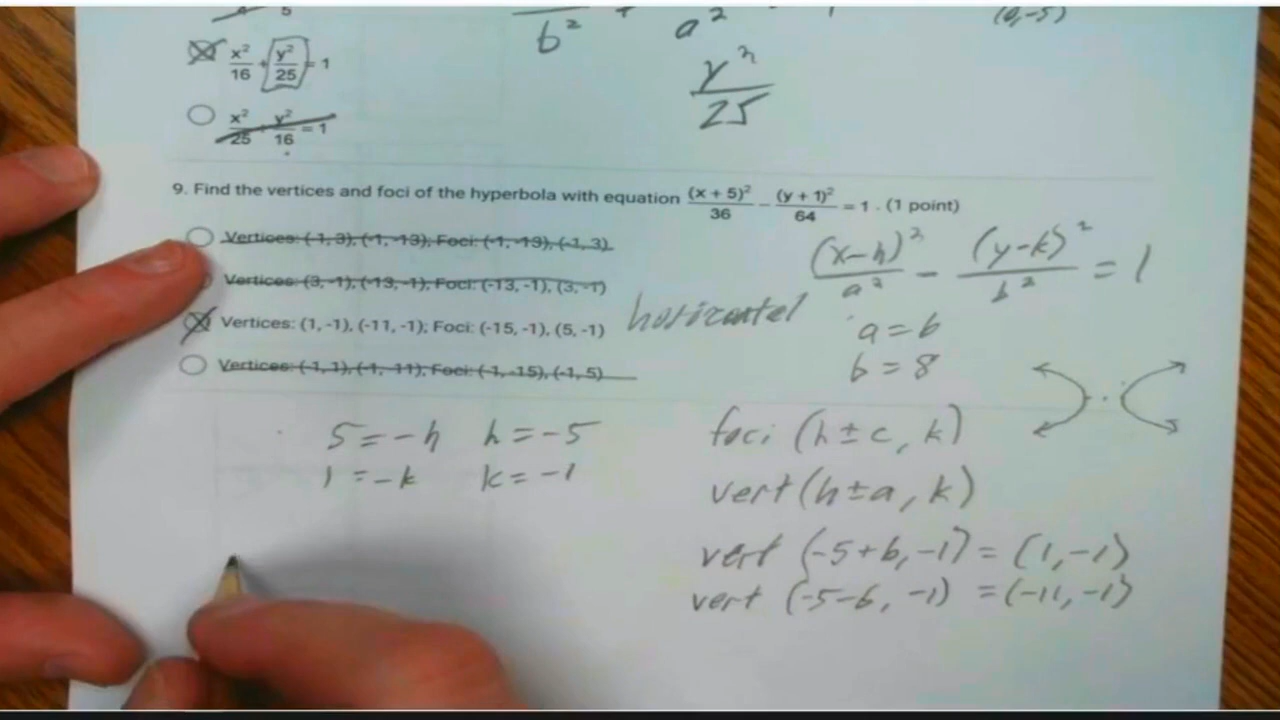 5
b² + a²
(0,-5)
x²/16 + y²/25 = 1
y²/25
x²/25 + y²/16 = 1
9. Find the vertices and foci of the hyperbola with equation (x + 5)²/36 − (y + 1)²/64 = 1 . (1 point)
Vertices: (-1, 3), (-1, -13); Foci: (-1, -13), (-1, 3)
Vertices: (3, -1), (-13, -1); Foci: (-13, -1), (3, -1)
Vertices: (1, -1), (-11, -1); Foci: (-15, -1), (5, -1)
Vertices: (-1, 1), (-1, -11); Foci: (-1, -15), (-1, 5)
(x-h)²/a² - (y-k)²/b² = 1
horizontal
a = 6
b = 8
5 = -h h = -5
1 = -k k = -1
foci (h ± c, k)
vert (h ± a, k)
vert (-5+6, -1) = (1, -1)
vert (-5-6, -1) = (-11, -1)